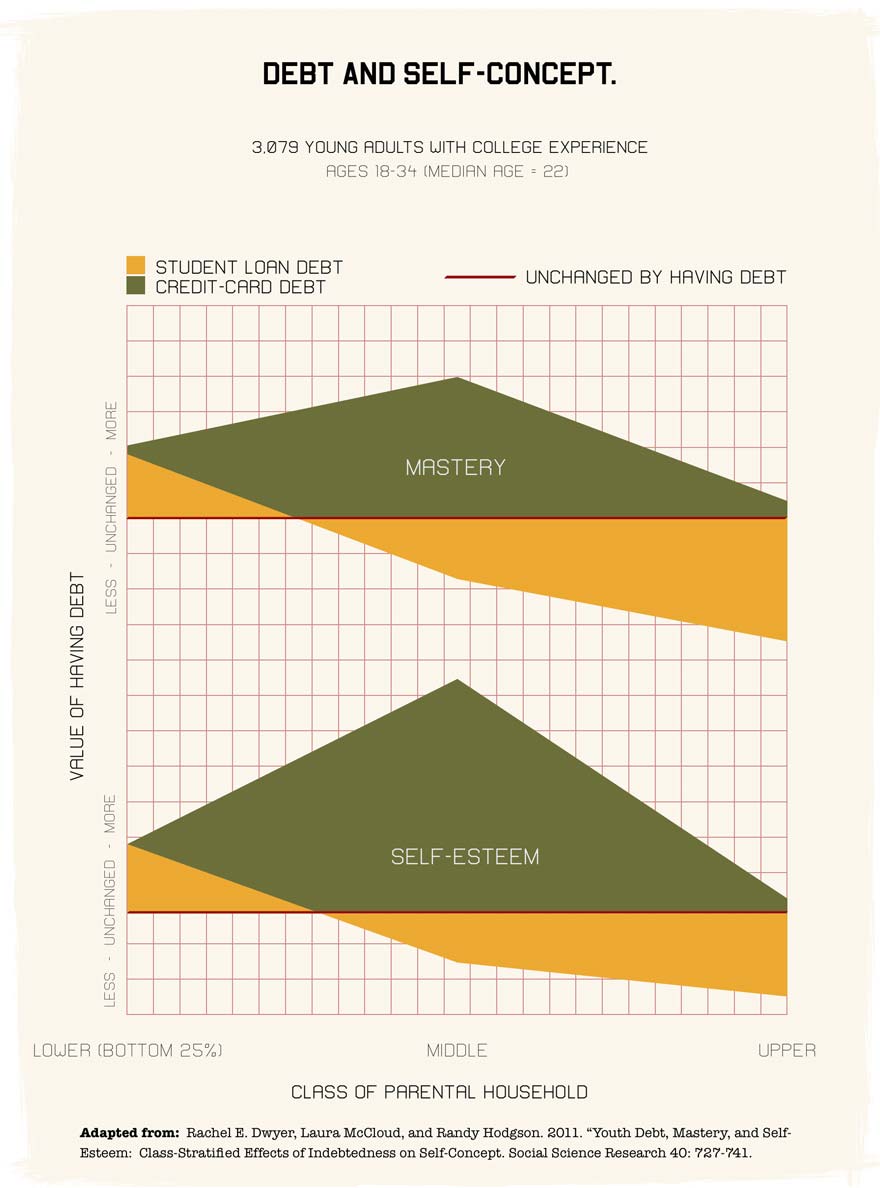 DEBT AND SELF-CONCEPT.
3,079 YOUNG ADULTS WITH COLLEGE EXPERIENCE
AGES 18-34 (MEDIAN AGE = 22)
STUDENT LOAN DEBT
CREDIT-CARD DEBT
UNCHANGED BY HAVING DEBT
VALUE OF HAVING DEBT
LESS - UNCHANGED - MORE
MASTERY
LESS - UNCHANGED - MORE
SELF-ESTEEM
LOWER (BOTTOM 25%)
MIDDLE
UPPER
CLASS OF PARENTAL HOUSEHOLD
Adapted from: Rachel E. Dwyer, Laura McCloud, and Randy Hodgson. 2011. “Youth Debt, Mastery, and Self-
Esteem: Class-Stratified Effects of Indebtedness on Self-Concept. Social Science Research 40: 727-741.